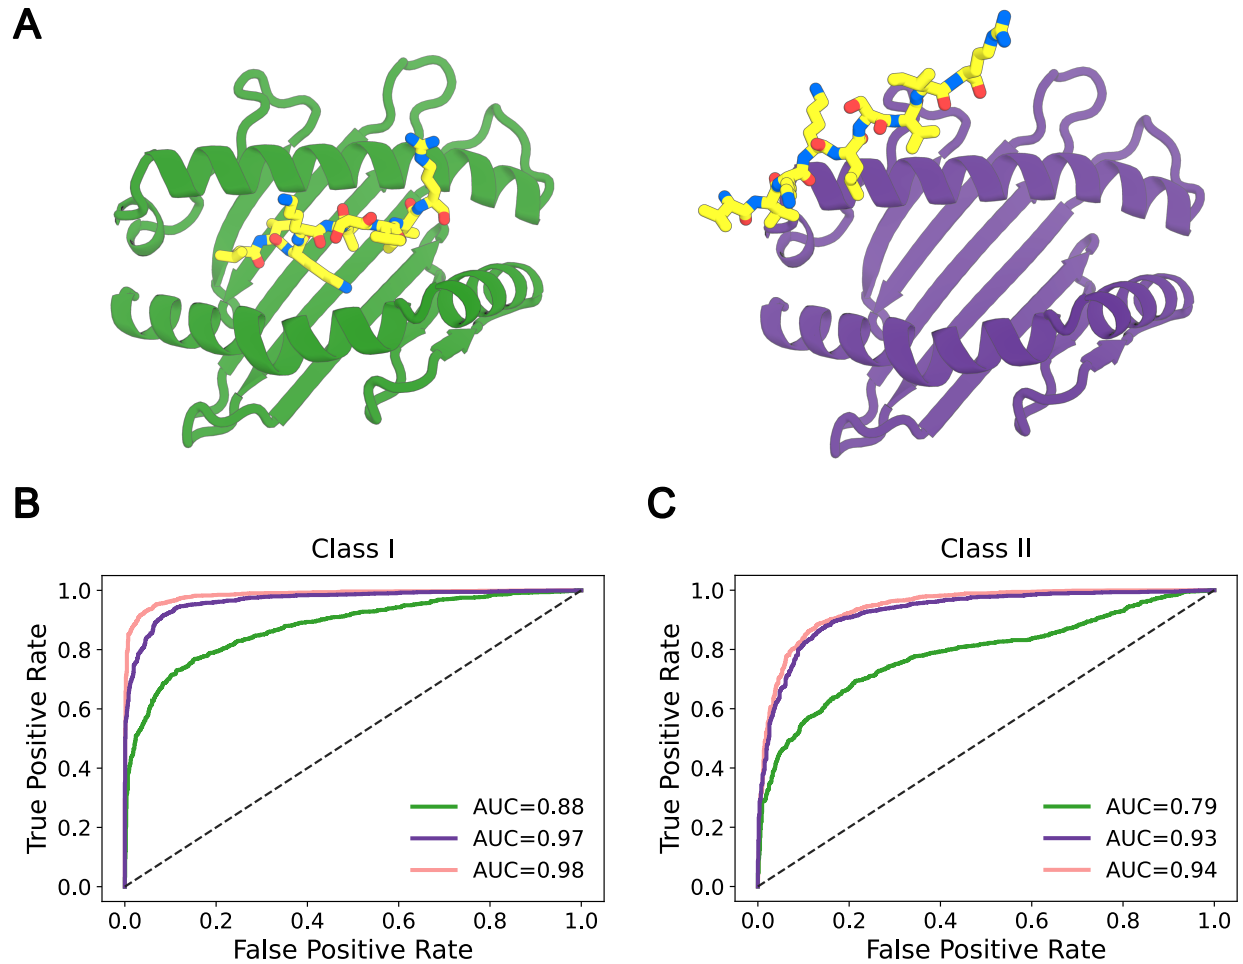 A
B
Class I
True Positive Rate
1.0
0.8
0.6
0.4
0.2
0.0
AUC=0.88
AUC=0.97
AUC=0.98
0.0 0.2 0.4 0.6 0.8 1.0
False Positive Rate
C
Class II
True Positive Rate
1.0
0.8
0.6
0.4
0.2
0.0
AUC=0.79
AUC=0.93
AUC=0.94
0.0 0.2 0.4 0.6 0.8 1.0
False Positive Rate